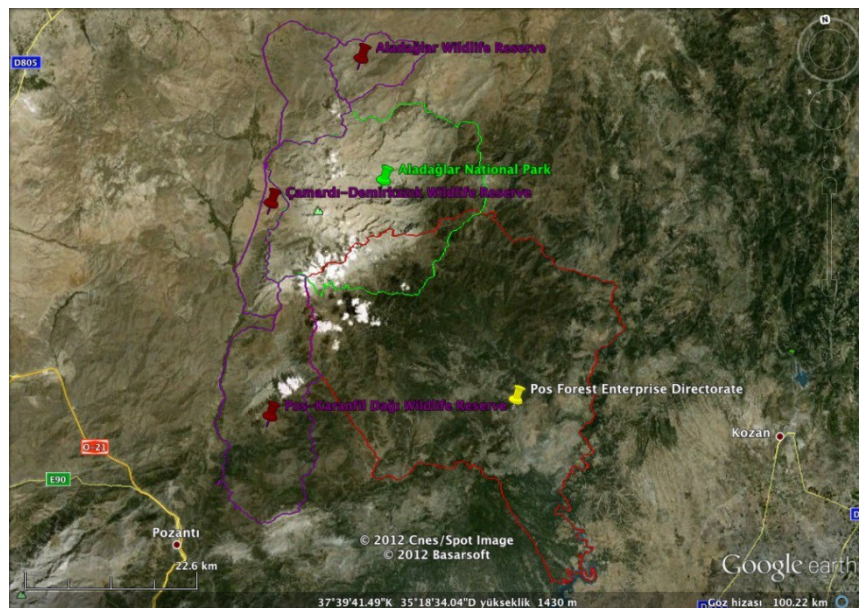 N
D805
Aladağlar Wildlife Reserve
Aladağlar National Park
Çamardı-Demirkazık Wildlife Reserve
Pos Forest Enterprise Directorate
Pos-Karanfil Dağı Wildlife Reserve
Kozan
O-21
E90
Pozantı
© 2012 Cnes/Spot Image
© 2012 Basarsoft
22.6 km
Google earth
37°39'41.49"K 35°18'34.04"D yükseklik 1430 m
Göz hizası 100.22 km